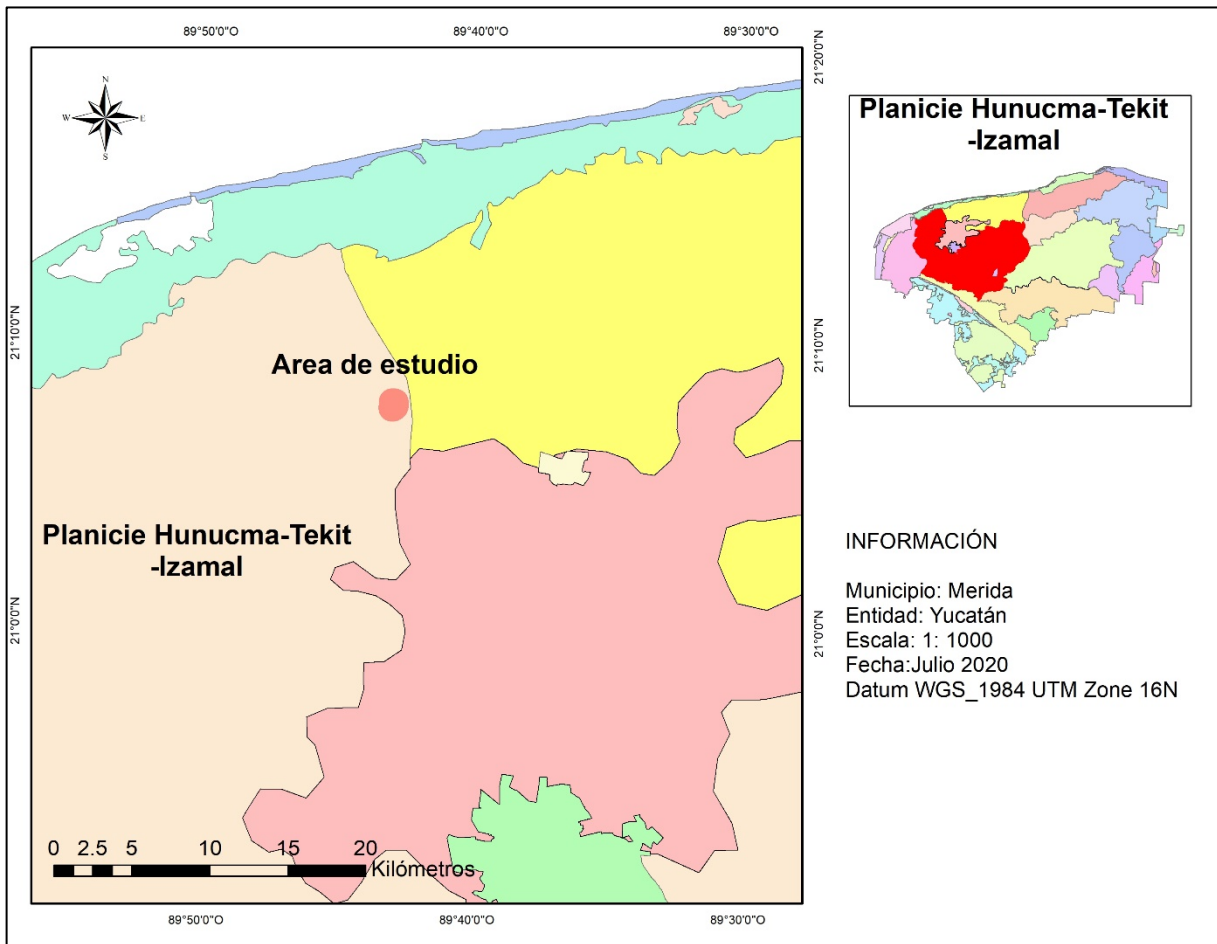 89°50'0"O
89°40'0"O
89°30'0"O
21°20'0"N
N
W
E
S
Planicie Hunucma-Tekit
-Izamal
21°10'0"N
21°10'0"N
Area de estudio
Planicie Hunucma-Tekit
-Izamal
INFORMACIÓN
Municipio: Merida
Entidad: Yucatán
Escala: 1: 1000
Fecha:Julio 2020
Datum WGS_1984 UTM Zone 16N
21°0'0"N
21°0'0"N
0 2.5 5 10 15 20
Kilómetros
89°50'0"O
89°40'0"O
89°30'0"O